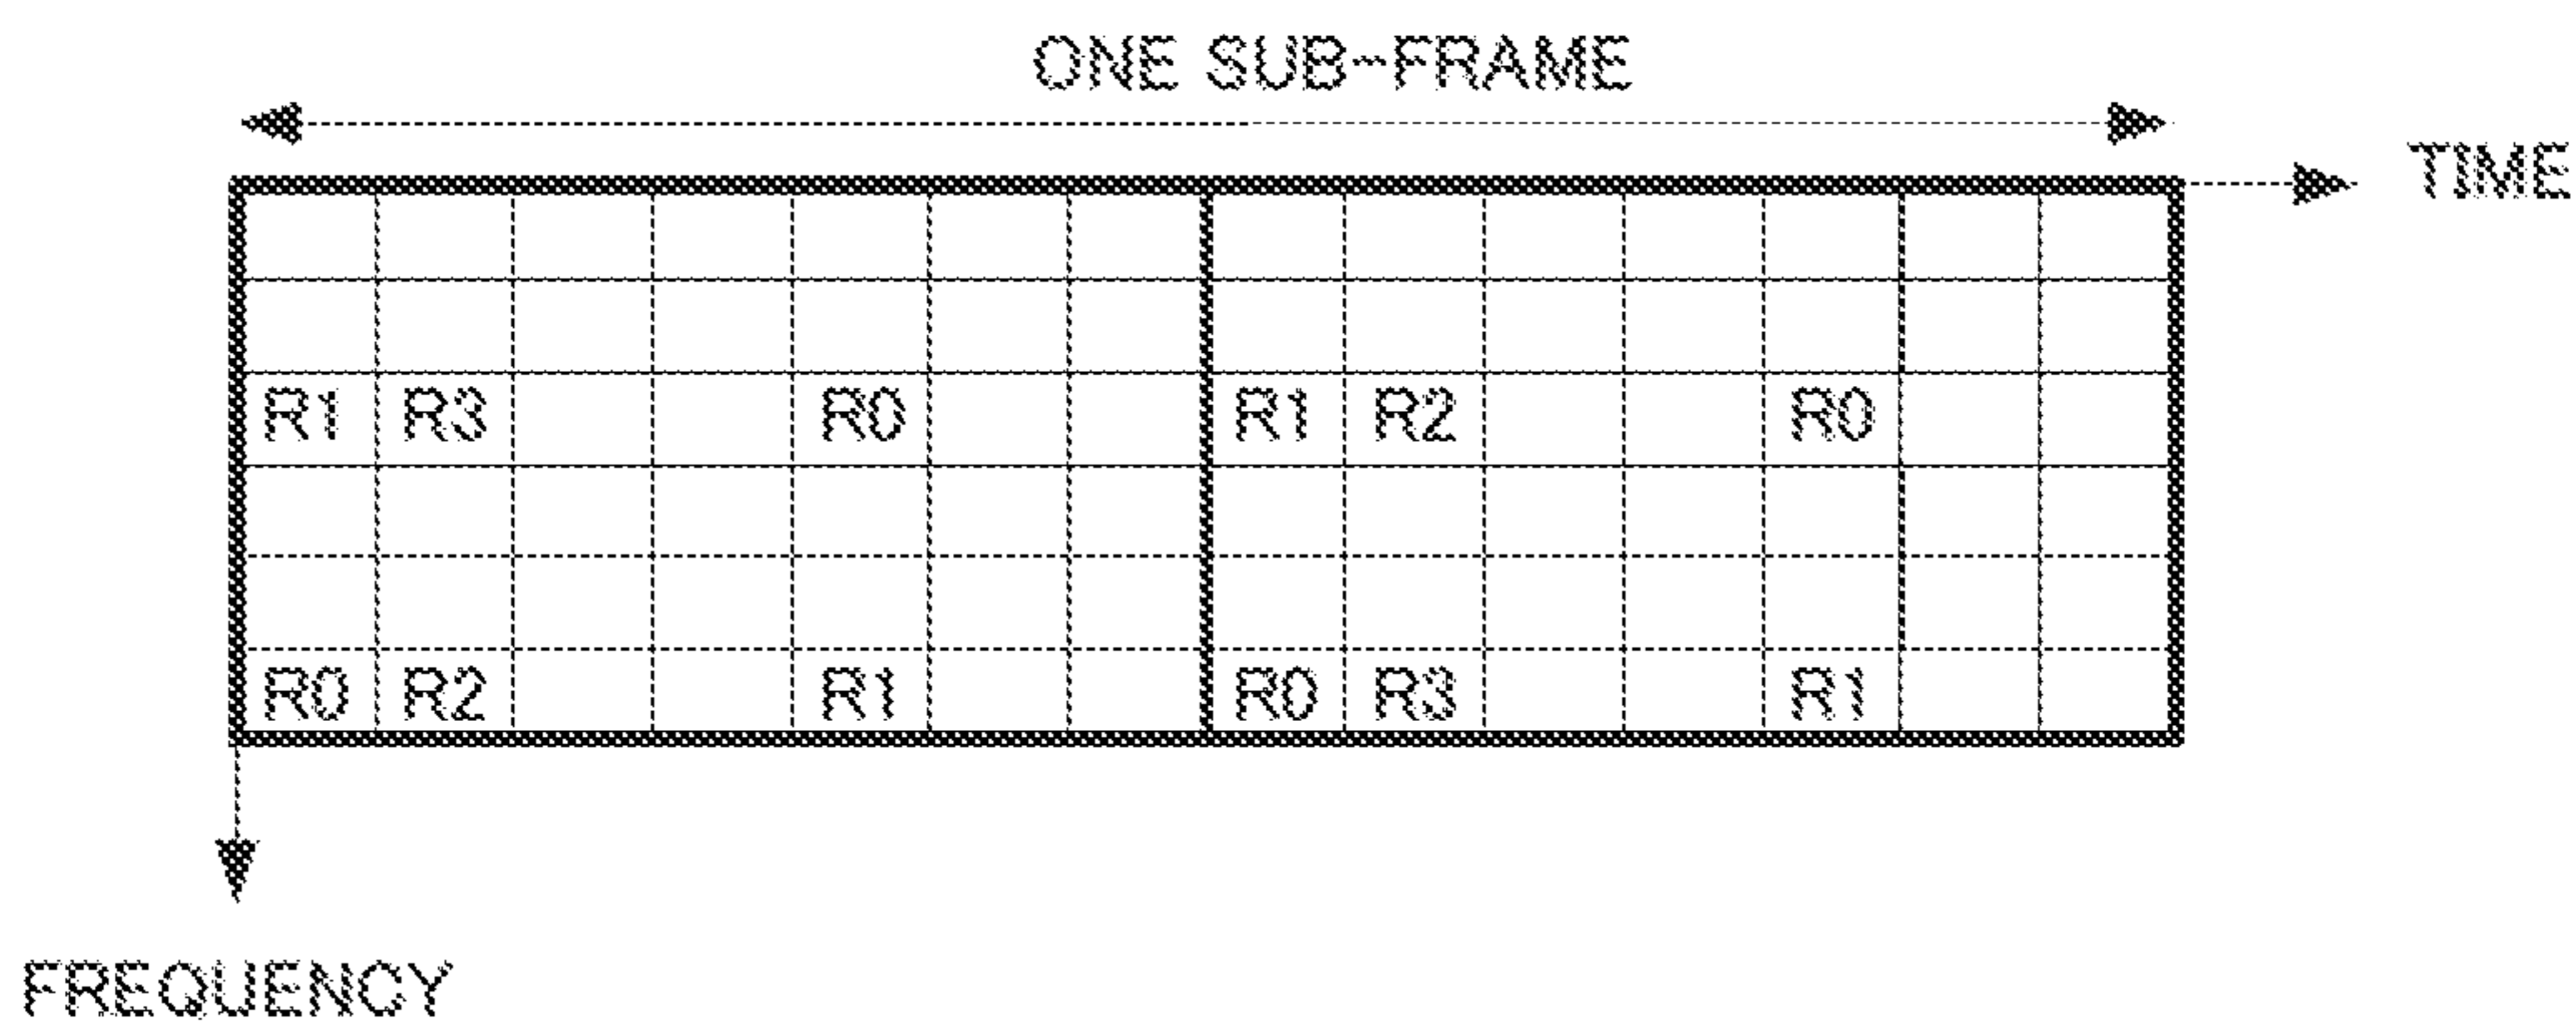 ONE SUB-FRAME
TIME
R1 R3 R0 R1 R2 R0
R0 R2 R1 R0 R3 R1
FREQUENCY